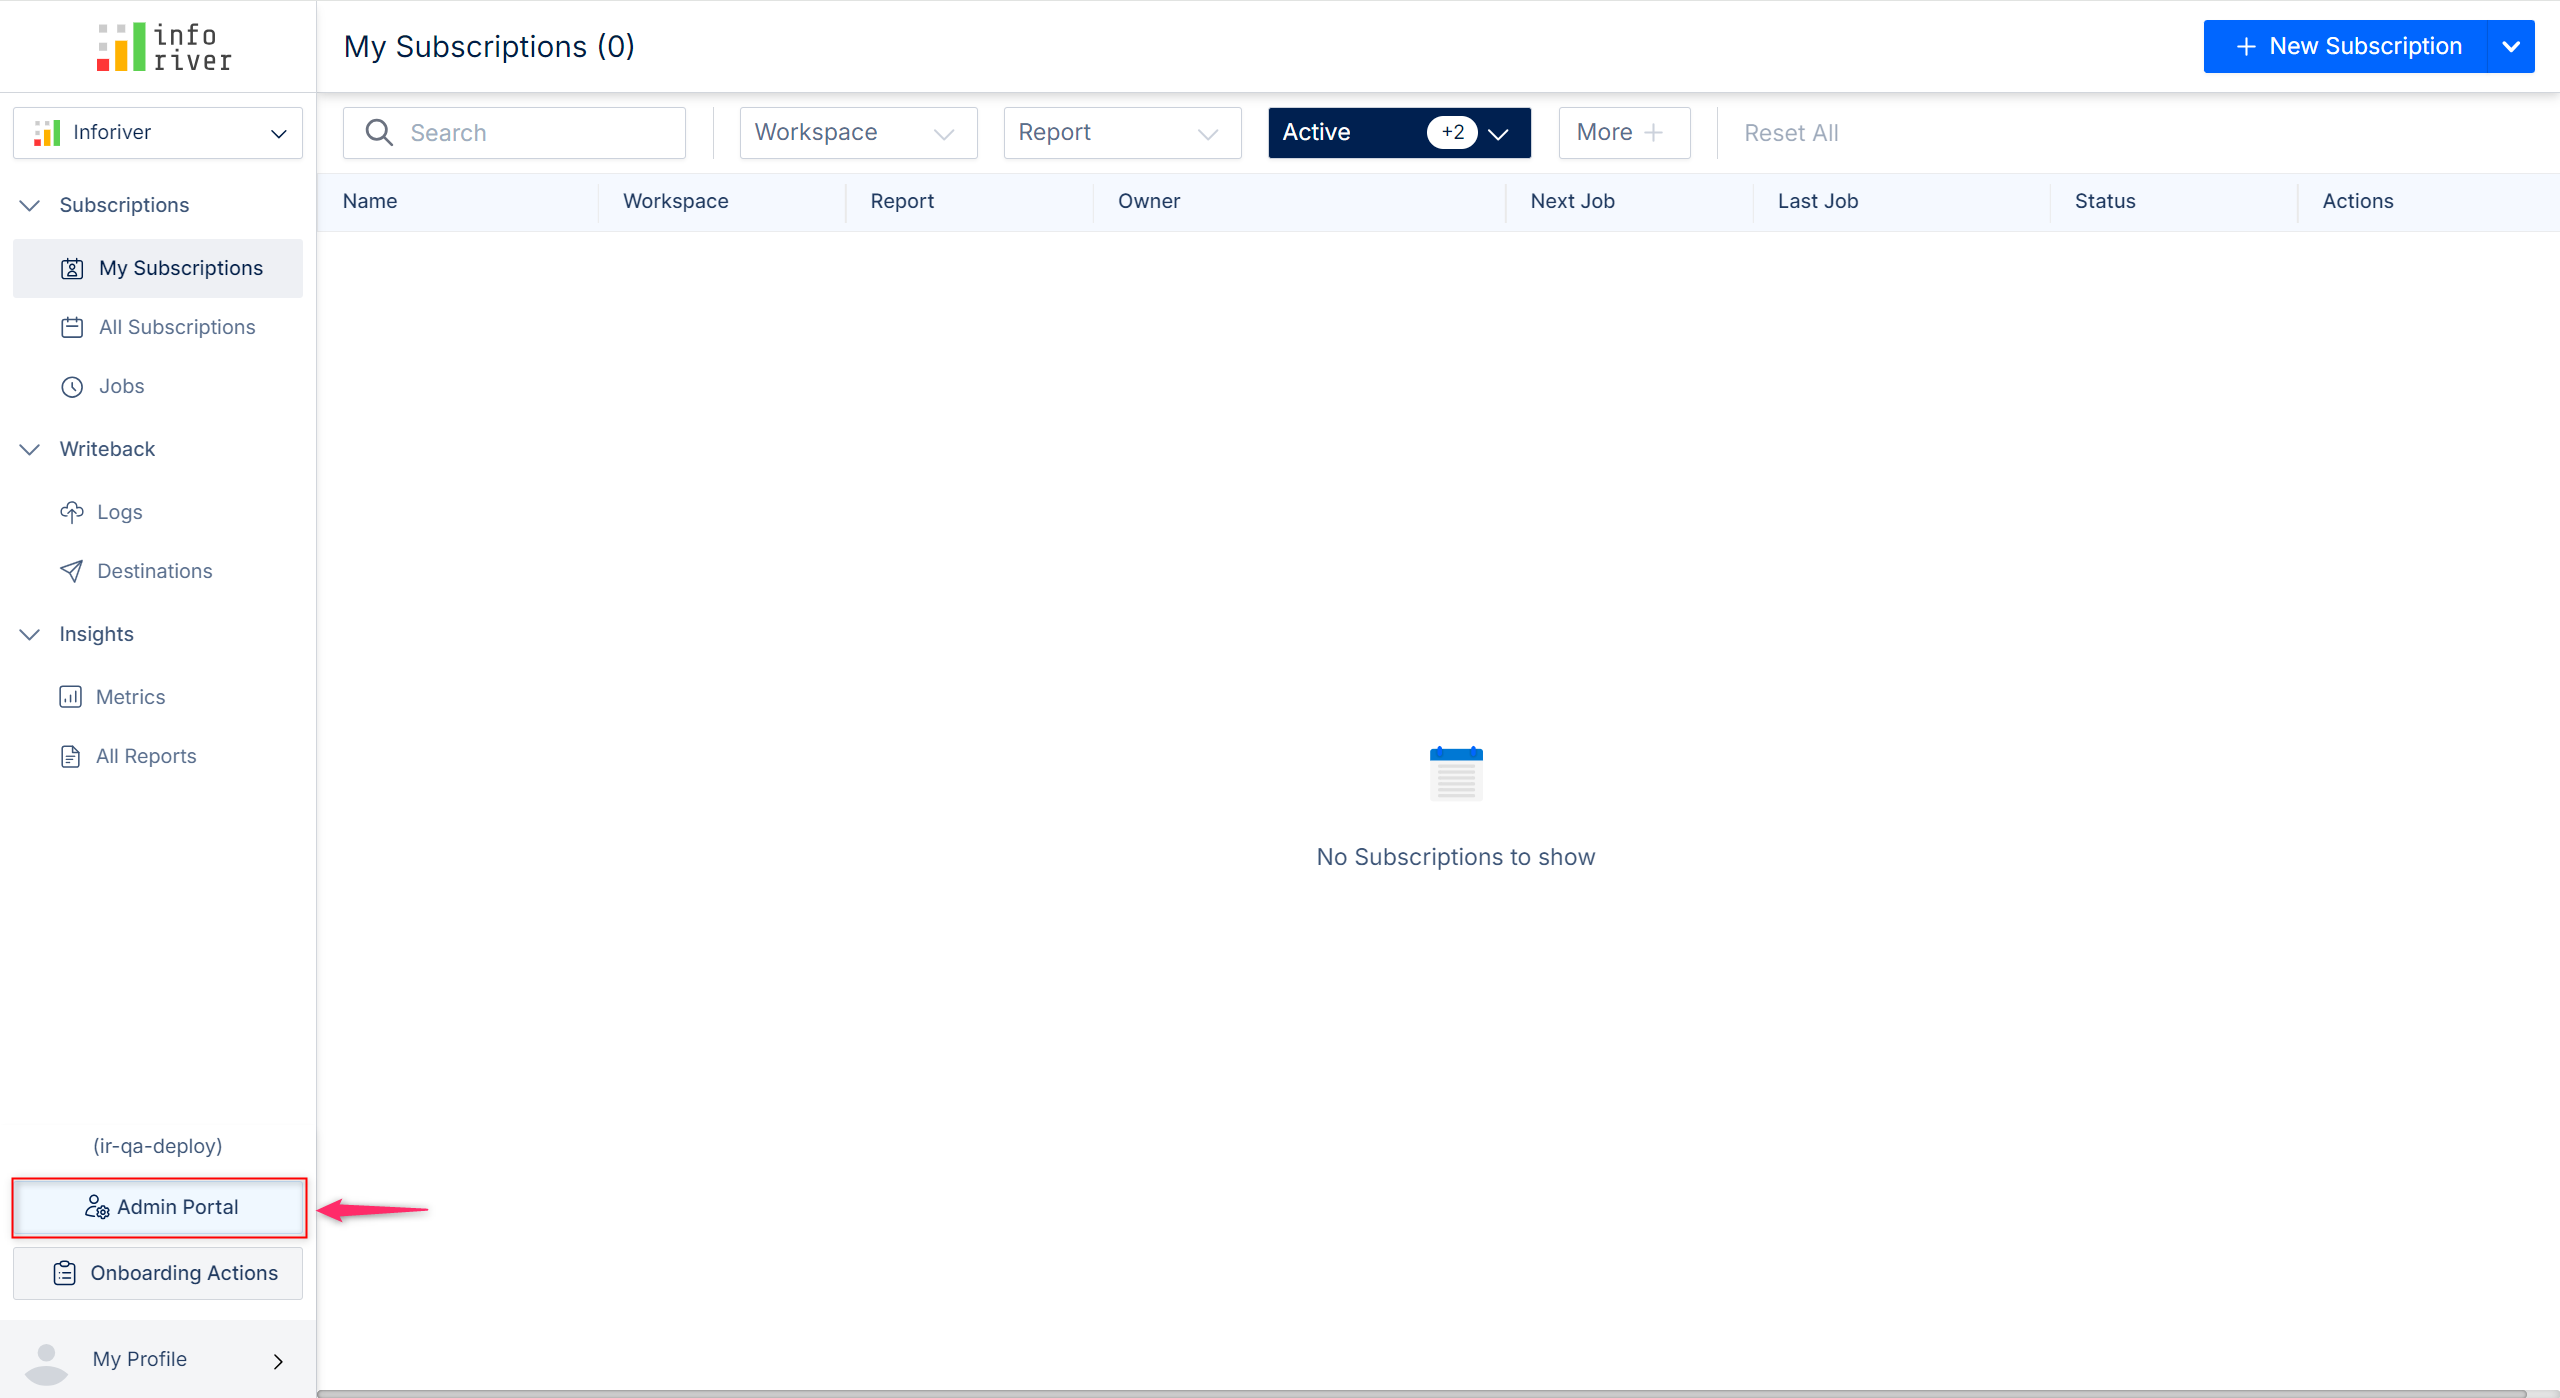 info
river
My Subscriptions (0)
New Subscription
Inforiver
Search
Workspace
Report
Active +2
More
Reset All
Name Workspace Report Owner Next Job Last Job Status Actions
Subscriptions
My Subscriptions
All Subscriptions
Jobs
Writeback
Logs
Destinations
Insights
Metrics
All Reports
No Subscriptions to show
(ir-qa-deploy)
Admin Portal
Onboarding Actions
My Profile